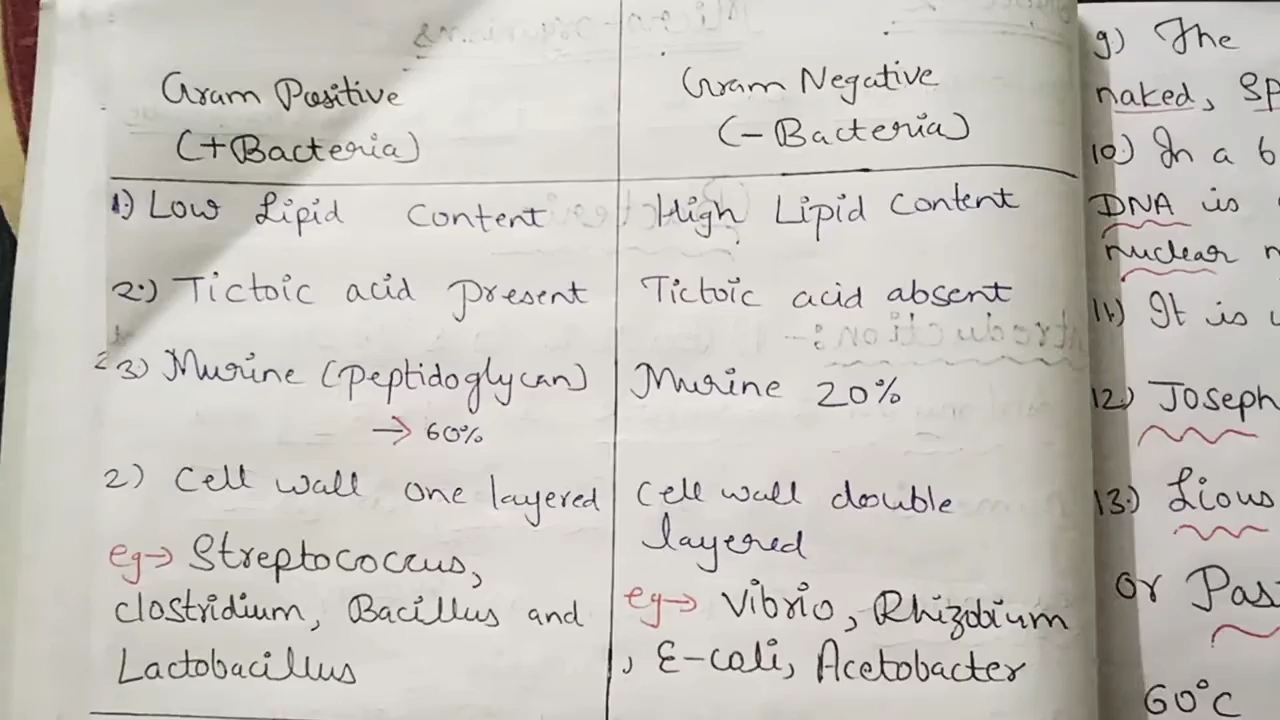 Gram Positive
(+Bacteria)
Gram Negative
(-Bacteria)
1) Low Lipid content
High Lipid content
2.) Tictoic acid present
Tictoic acid absent
3) Murine (peptidoglycan)
→ 60%
Murine 20%
2) Cell wall one layered
Cell wall double
layered
eg→ Streptococcus,
Clostridium, Bacillus and
Lactobacillus
eg→ Vibrio, Rhizobium
, E-coli, Acetobacter
9) The
naked,
10.) In a
DNA is
nuclear
11.) It is
12.) Joseph
13.) Lious
or
60°C